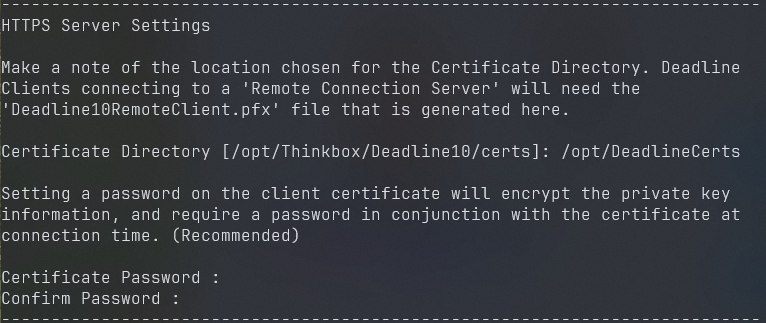 ----------------------------------------------------------------------------
HTTPS Server Settings
Make a note of the location chosen for the Certificate Directory. Deadline
Clients connecting to a 'Remote Connection Server' will need the
'Deadline10RemoteClient.pfx' file that is generated here.
Certificate Directory [/opt/Thinkbox/Deadline10/certs]: /opt/DeadlineCerts
Setting a password on the client certificate will encrypt the private key
information, and require a password in conjunction with the certificate at
connection time. (Recommended)
Certificate Password :
Confirm Password :
----------------------------------------------------------------------------